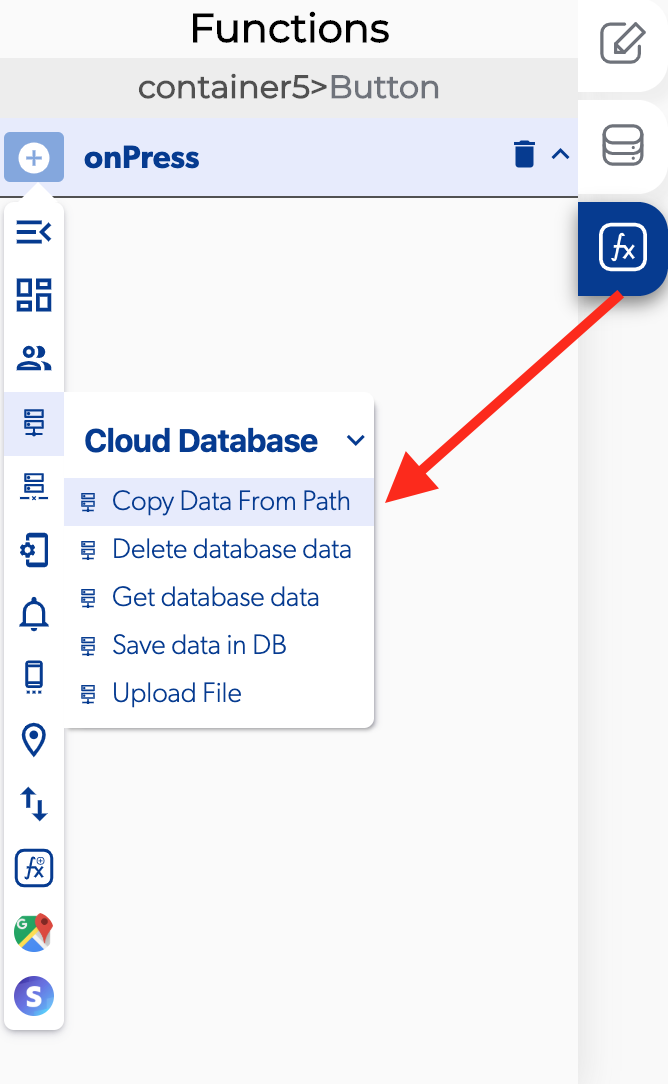 Functions
container5>Button
onPress
fx
Cloud Database
Copy Data From Path
Delete database data
Get database data
Save data in DB
Upload File
fx
G
S